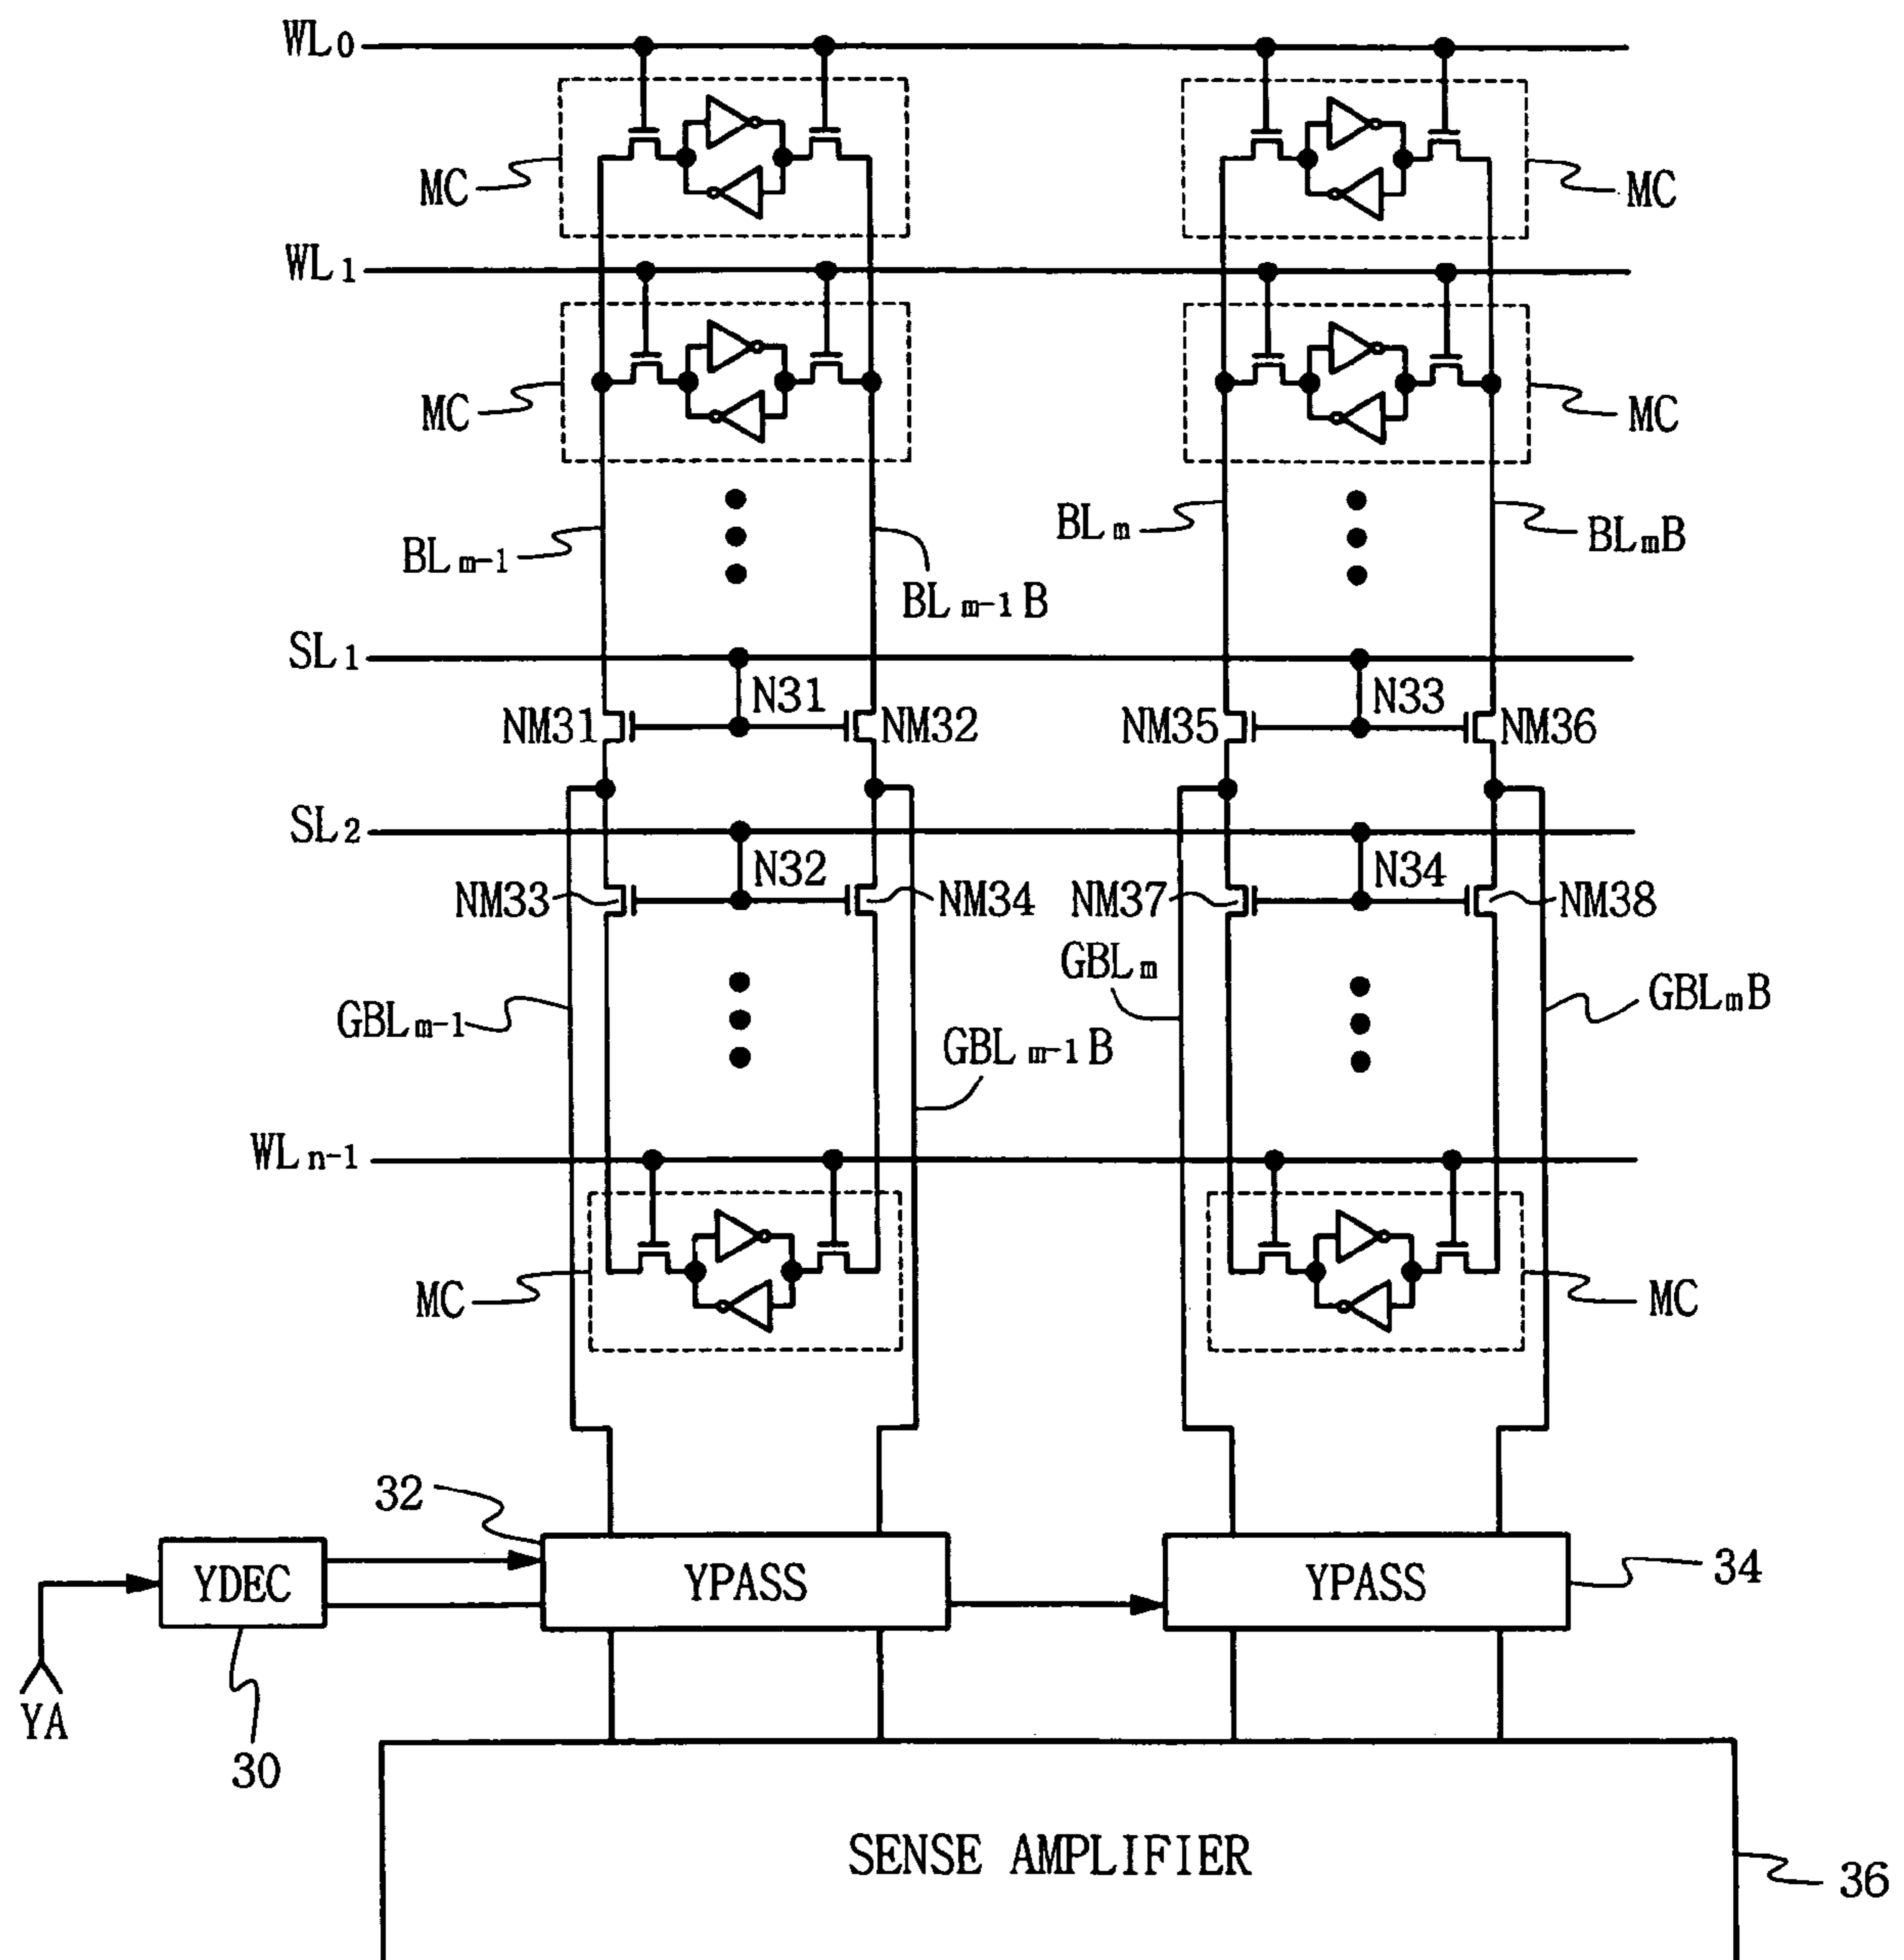 WL0
MC
MC
WL1
MC
MC
BLm-1
BLm-1B
BLm
BLmB
SL1
N31
N33
NM31
NM32
NM35
NM36
SL2
N32
N34
NM33
NM34
NM37
NM38
GBLm-1
GBLm-1B
GBLm
GBLmB
WLn-1
MC
MC
32
YDEC
YPASS
YPASS
34
YA
30
SENSE AMPLIFIER
36